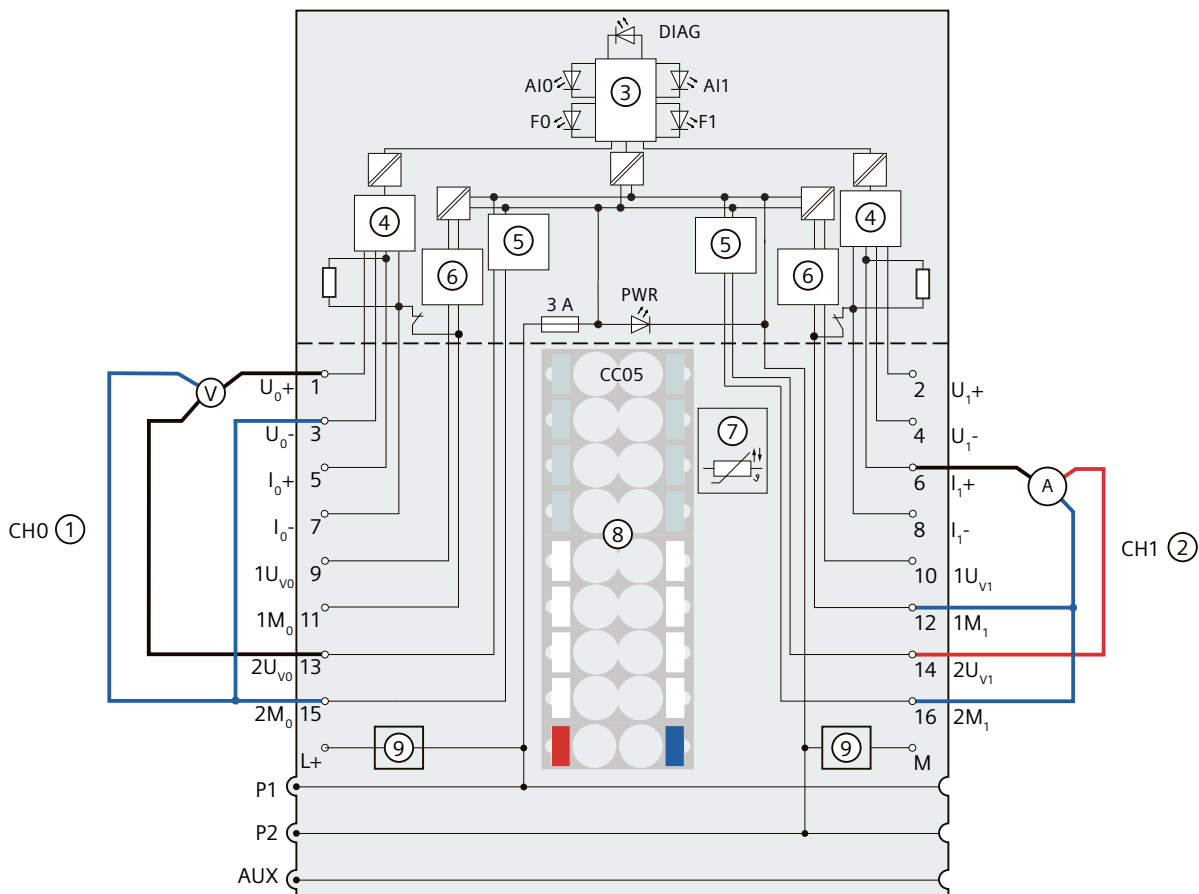 DIAG
AI0
3
AI1
F0
F1
4
4
5
5
6
6
3 A
PWR
CC05
V
U0+ 1
2 U1+
7
U0- 3
4 U1-
I0+ 5
6 I1+
A
CH0 1
I0- 7
8
8 I1-
CH1 2
1UV0 9
10 1UV1
1M0 11
12 1M1
2UV0 13
14 2UV1
2M0 15
16 2M1
9
9
L+
M
P1
P2
AUX
ϑ